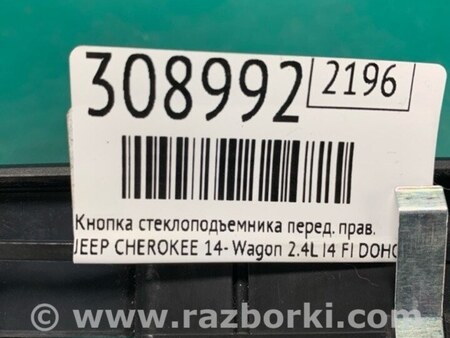 308992 2196
Кнопка стеклоподъемника перед. прав.
JEEP CHEROKEE 14- Wagon 2.4L I4 FI DOHC
© www.razborki.com